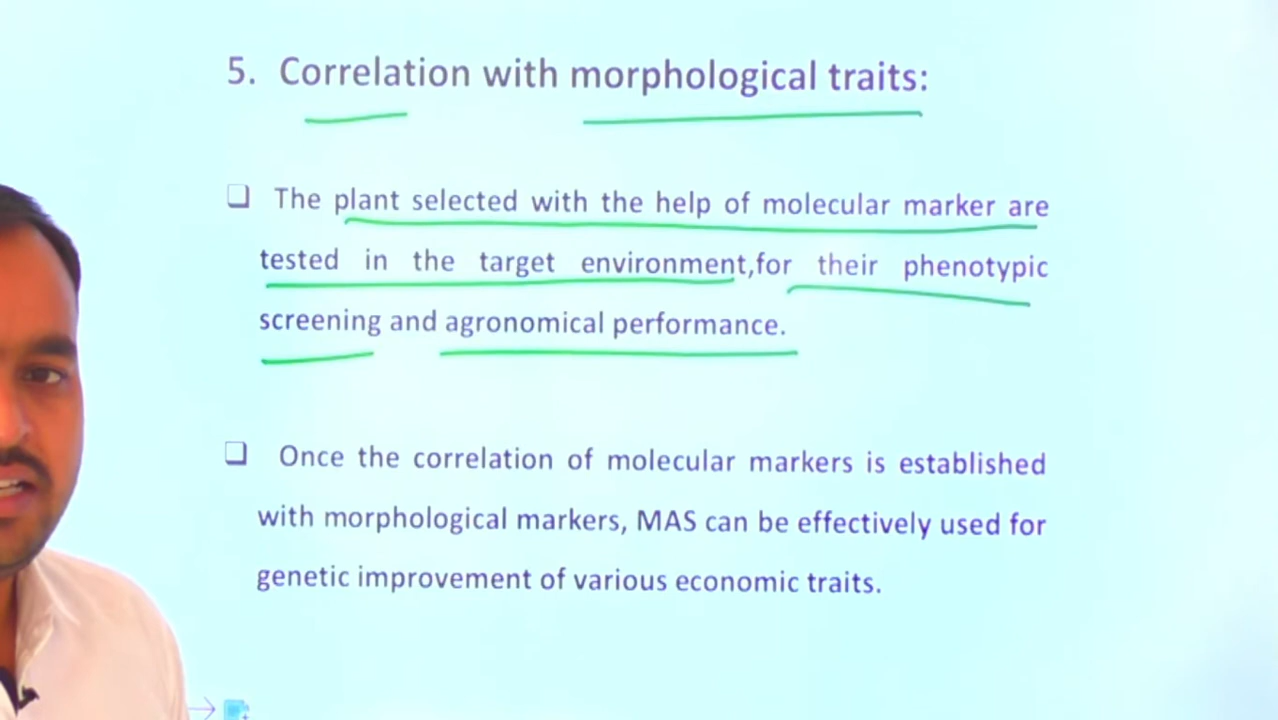 5. Correlation with morphological traits:
❑ The plant selected with the help of molecular marker are
tested in the target environment,for their phenotypic
screening and agronomical performance.
❑ Once the correlation of molecular markers is established
with morphological markers, MAS can be effectively used for
genetic improvement of various economic traits.